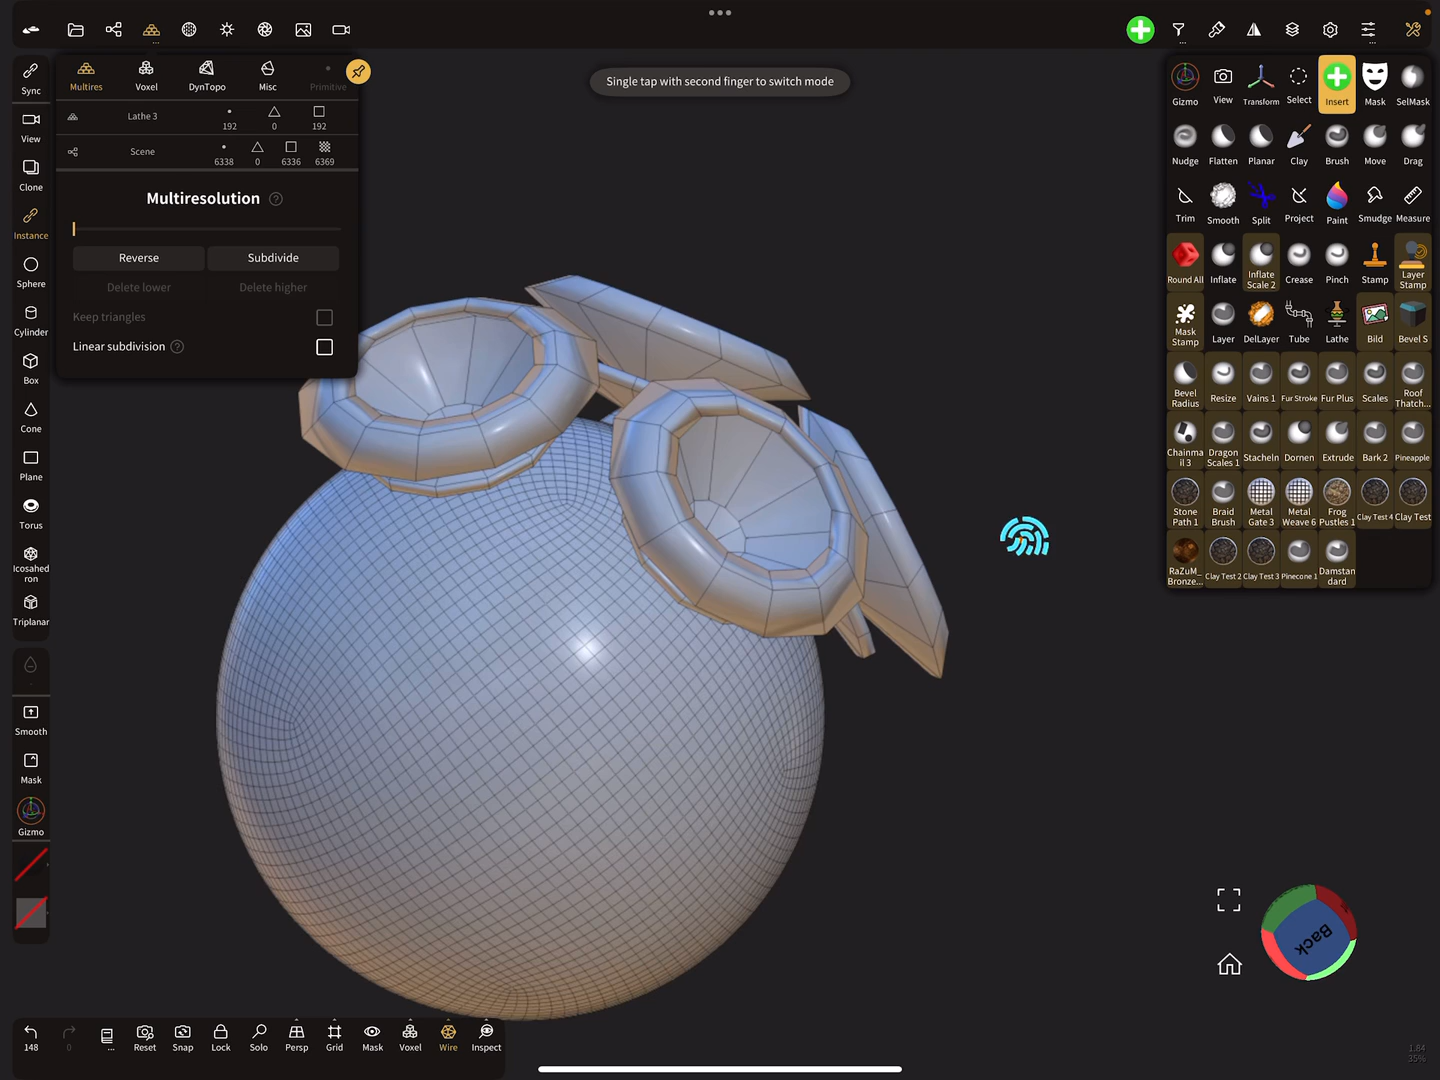 Single tap with second finger to switch mode
Sync
View
Clone
Instance
Sphere
Cylinder
Box
Cone
Plane
Torus
Icosahed
ron
Triplanar
Smooth
Mask
Gizmo
Multires
Voxel
DynTopo
Misc
Primitive
Lathe 3
192
0
192
Scene
6338
0
6336
6369
Multiresolution ?
Reverse
Subdivide
Delete lower
Delete higher
Keep triangles
Linear subdivision ?
Gizmo
View
Transform
Select
Insert
Mask
SelMask
Nudge
Flatten
Planar
Clay
Brush
Move
Drag
Trim
Smooth
Split
Project
Paint
Smudge
Measure
Round All
Inflate
Inflate
Scale 2
Crease
Pinch
Stamp
Layer
Stamp
Mask
Stamp
Layer
DelLayer
Tube
Lathe
Bild
Bevel S
Bevel
Radius
Resize
Vains 1
Fur Stroke
Fur Plus
Scales
Roof
Thatch...
Chainma
il 3
Dragon
Scales 1
Stacheln
Dornen
Extrude
Bark 2
Pineapple
Stone
Path 1
Braid
Brush
Metal
Gate 3
Metal
Weave 6
Frog
Pustles 1
Clay Test 4
Clay Test
RaZuM_
Bronze...
Clay Test 2
Clay Test 3
Pinecone 1
Damstan
dard
Back
148
0
...
Reset
Snap
Lock
Solo
Persp
Grid
Mask
Voxel
Wire
Inspect
1.84
35%